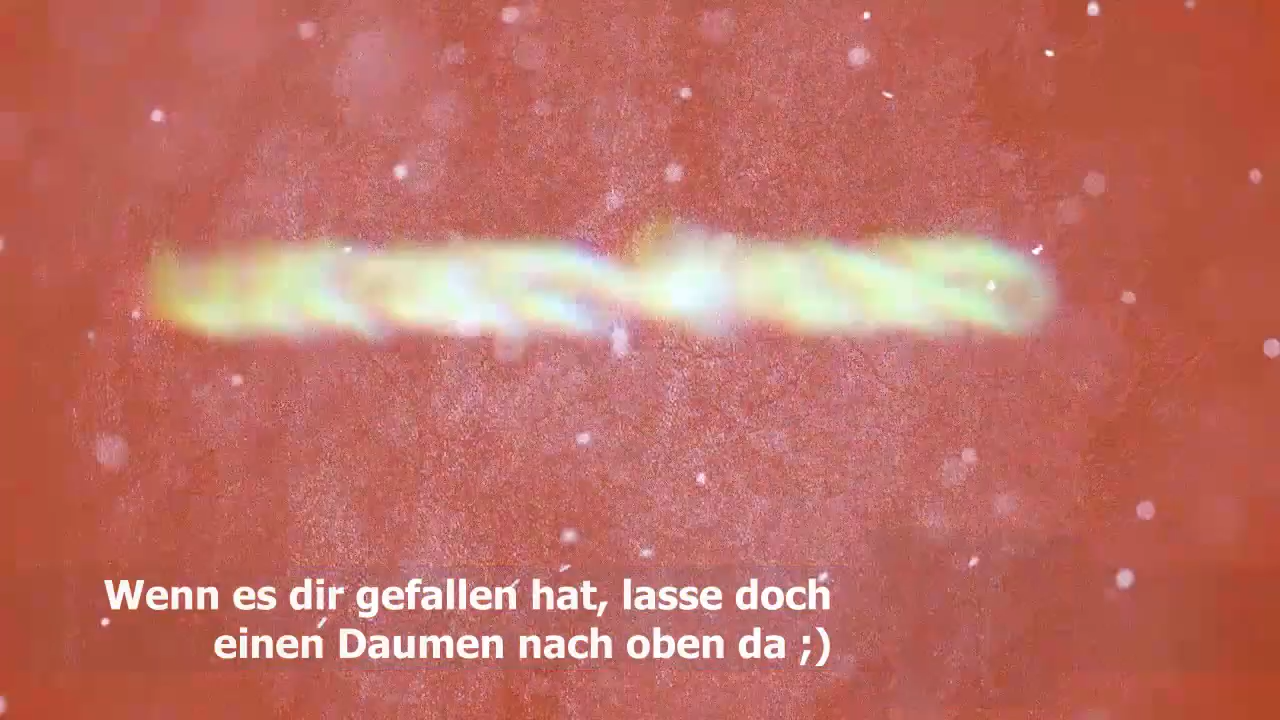 Wenn es dir gefallen hat, lasse doch
einen Daumen nach oben da ;)